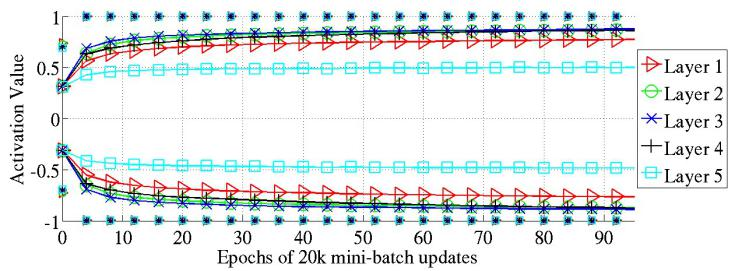 1
0.5
0
-0.5
-1
Activation Value
0 10 20 30 40 50 60 70 80 90
Epochs of 20k mini-batch updates
Layer 1
Layer 2
Layer 3
Layer 4
Layer 5